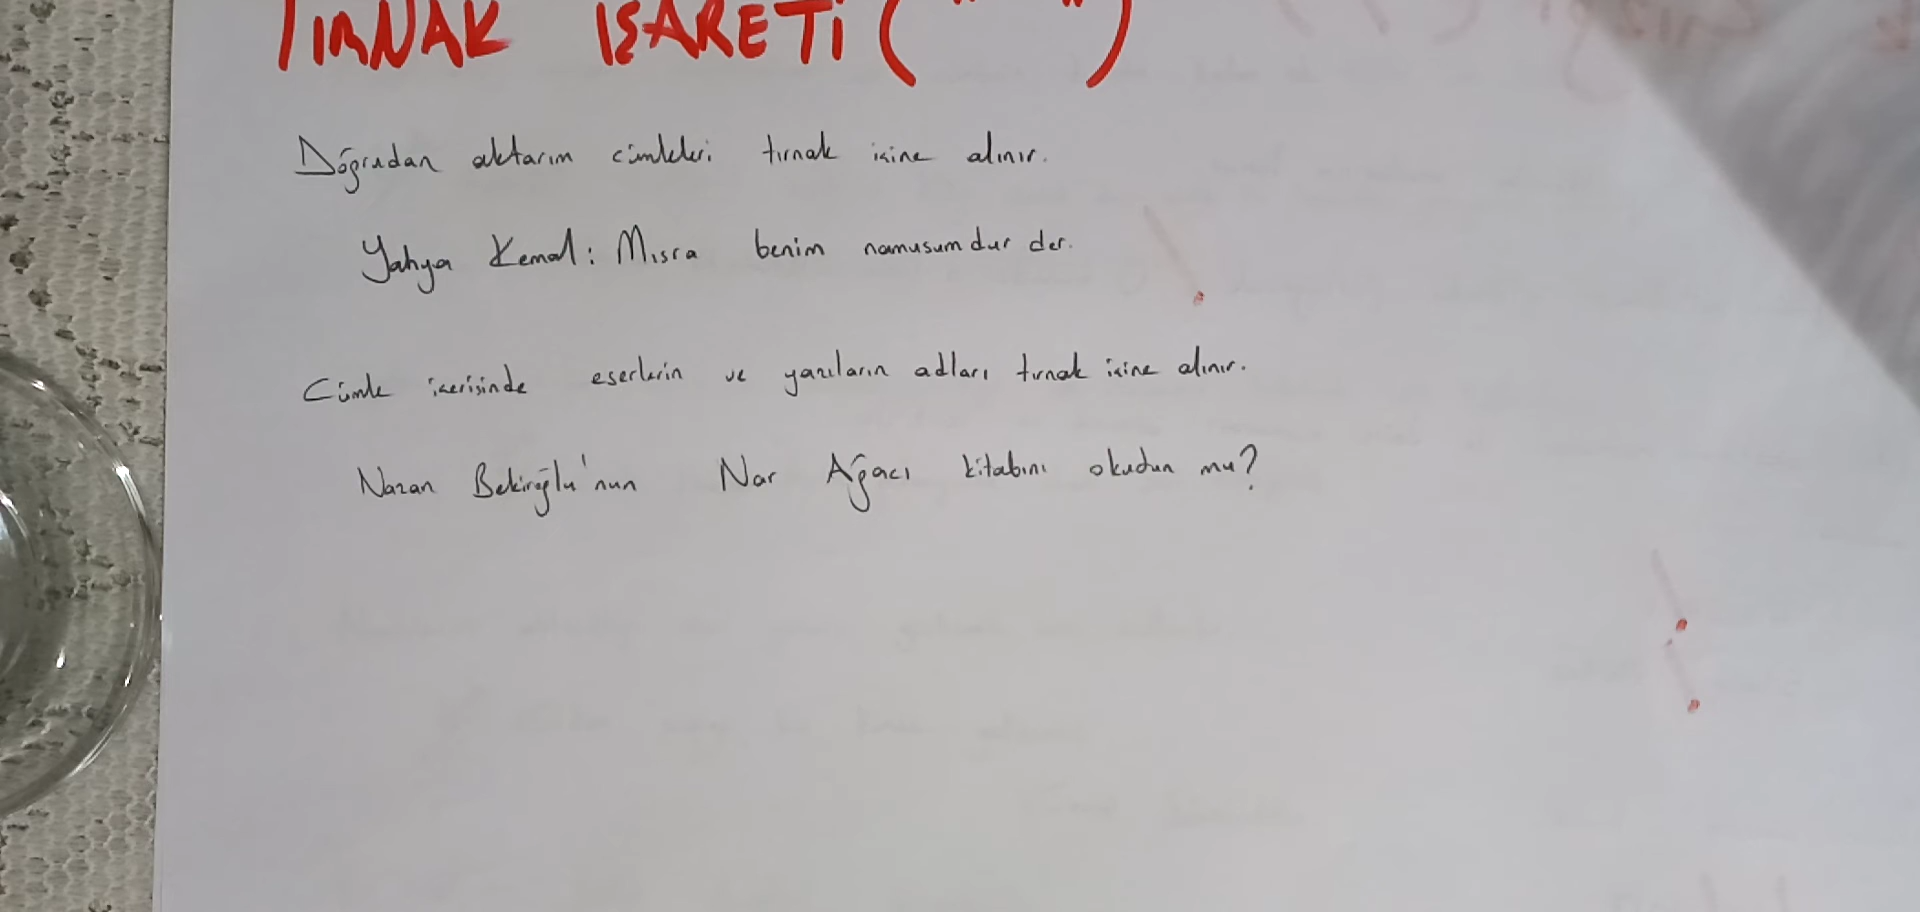 TIRNAK İŞARETİ (" ")
Doğrudan aktarım cümleleri tırnak içine alınır.
Yahya Kemal: Mısra benim namusumdur der.
Cümle içerisinde eserlerin ve yazıların adları tırnak içine alınır.
Nazan Bekiroğlu'nun Nar Ağacı kitabını okudun mu?